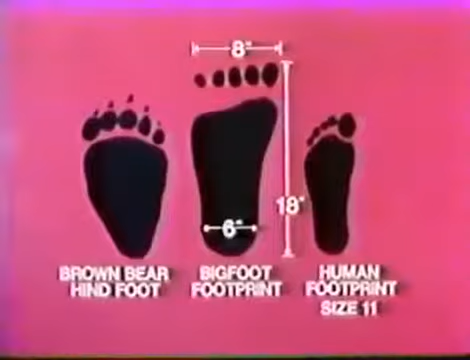 8"
18"
6"
BROWN BEAR
HIND FOOT
BIGFOOT
FOOTPRINT
HUMAN
FOOTPRINT
SIZE 11